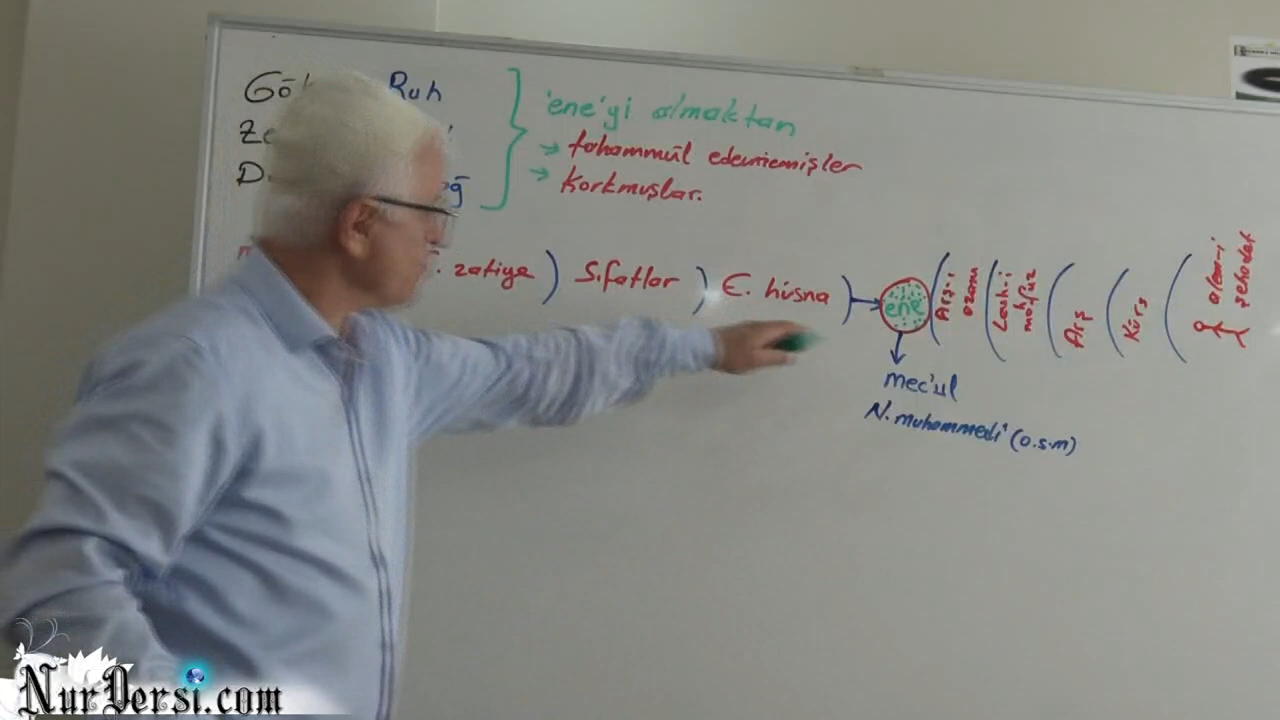 Gö Ruh
Ze
D. ğ
'ene'yi almaktan
→ tahammül edememişler
→ korkmuşlar.
. zatiye ) Sıfatlar ) E. hüsna ) → ene
Arş-ı azam
Levh-i mahfuz
Arş
Kürs
alem-i şehadet
mec'ul
N. muhammedi (a.s.m)
NurDersi.com